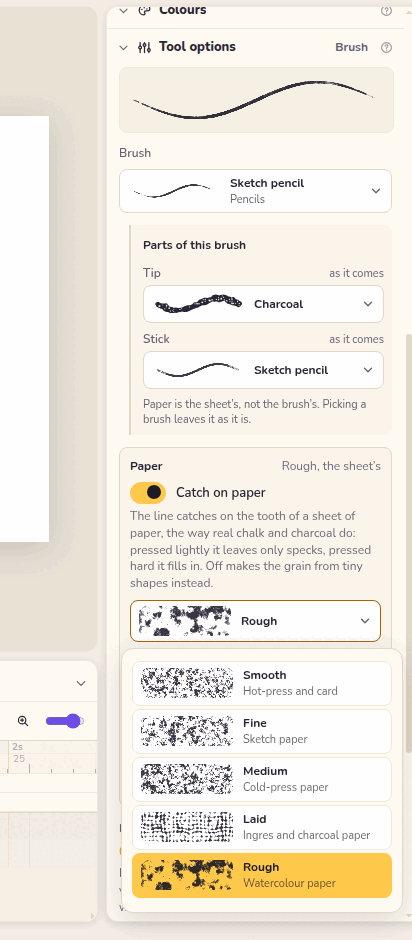 Colours
Tool options
Brush
Brush
Sketch pencil
Pencils
Parts of this brush
Tip
as it comes
Charcoal
Stick
as it comes
Sketch pencil
Paper is the sheet's, not the brush's. Picking a
brush leaves it as it is.
Paper
Rough, the sheet's
Catch on paper
The line catches on the tooth of a sheet of
paper, the way real chalk and charcoal do:
pressed lightly it leaves only specks, pressed
hard it fills in. Off makes the grain from tiny
shapes instead.
Rough
Smooth
Hot-press and card
Fine
Sketch paper
Medium
Cold-press paper
Laid
Ingres and charcoal paper
Rough
Watercolour paper
2s
25